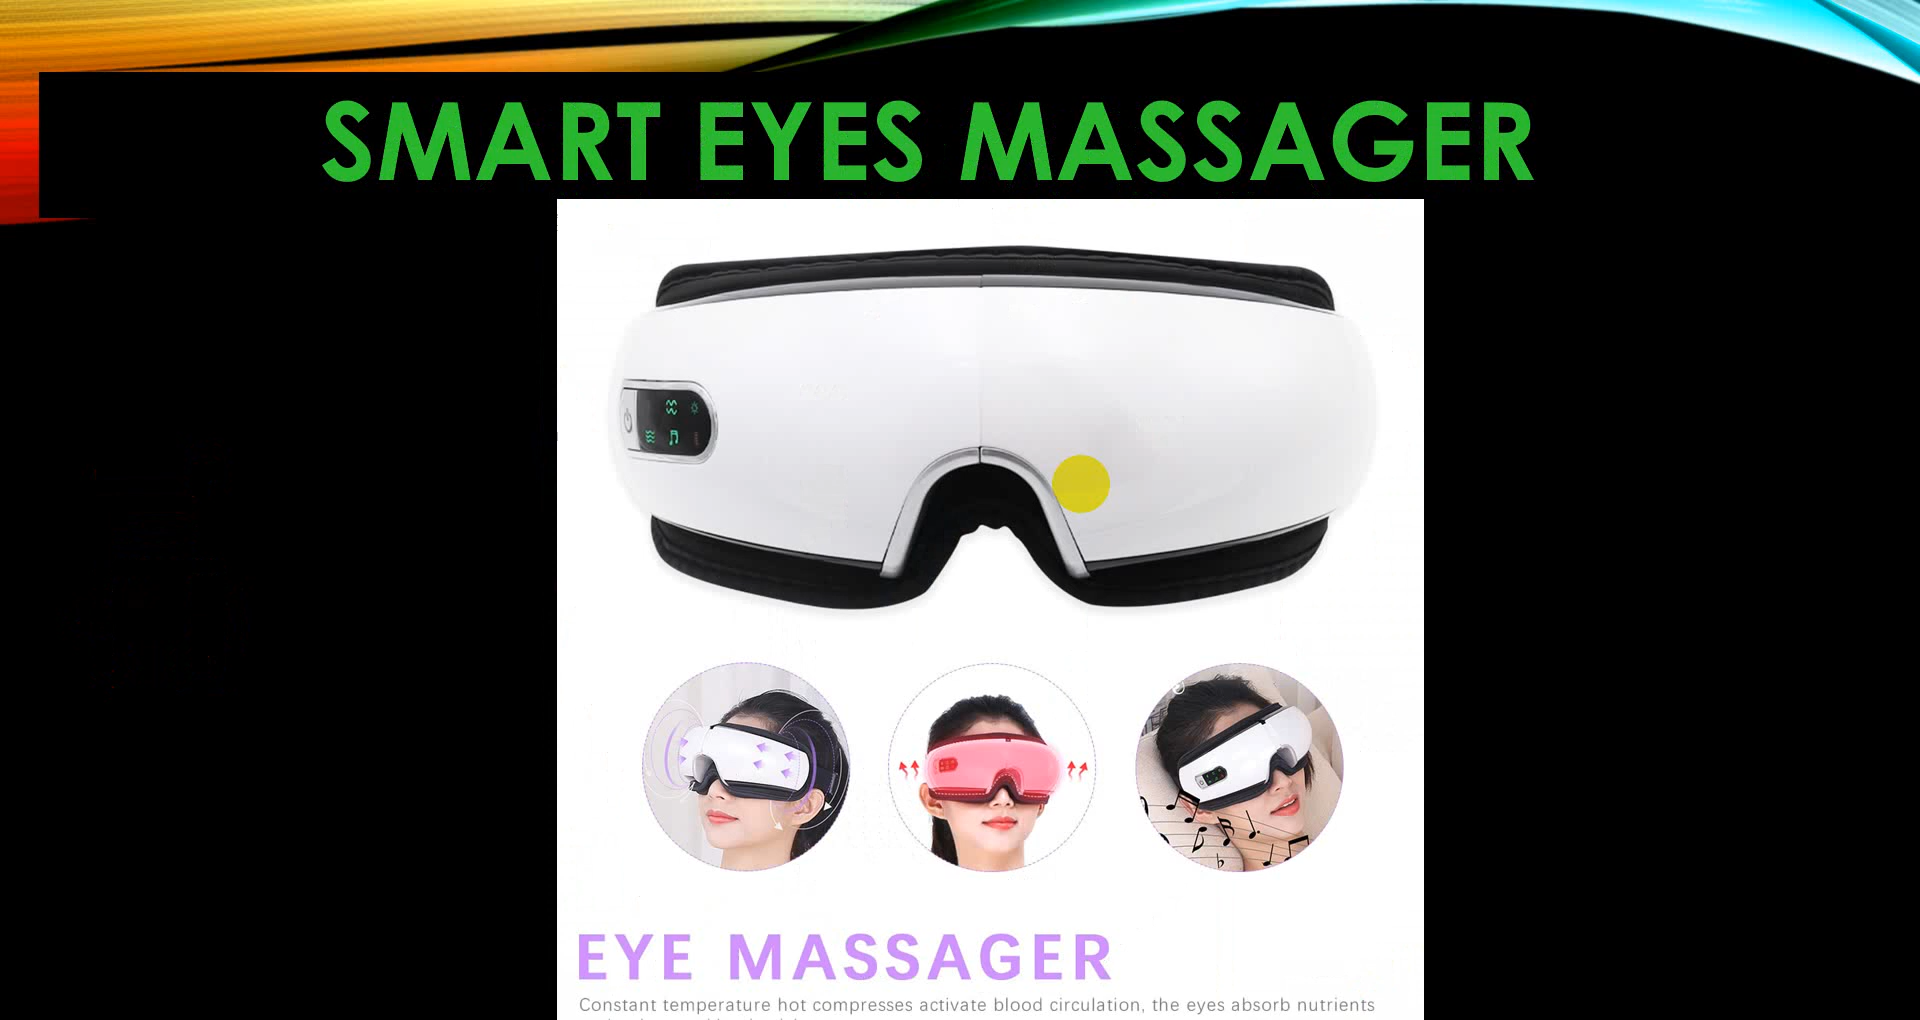 SMART EYES MASSAGER
EYE MASSAGER
Constant temperature hot compresses activate blood circulation, the eyes absorb nutrients